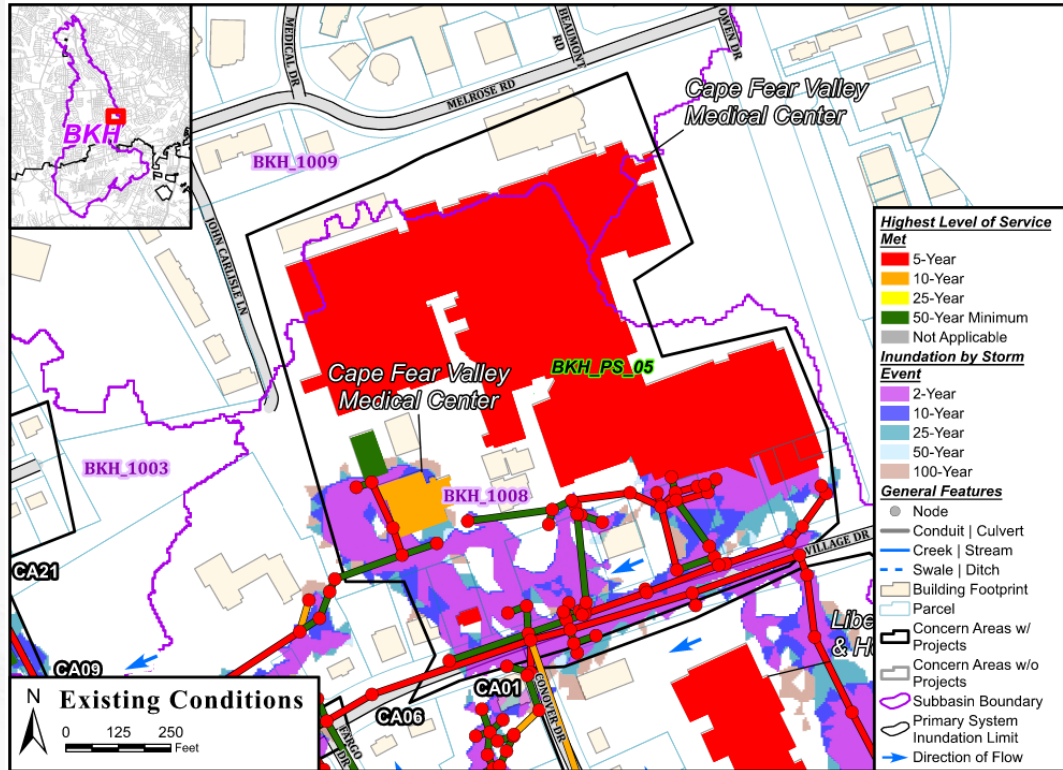 BKH
MEDICAL DR
BEAUMONT
RD
OWEN DR
MELROSE RD
Cape Fear Valley
Medical Center
BKH_1009
JOHN CARLISLE LN
BKH_PS_05
Cape Fear Valley
Medical Center
BKH_1003
BKH_1008
VILLAGE DR
CA21
Libe
& H
CA09
CA01
CA06
CONOVER DR
FARGO
DR
N
Existing Conditions
0 125 250
Feet
Highest Level of Service
Met
5-Year
10-Year
25-Year
50-Year Minimum
Not Applicable
Inundation by Storm
Event
2-Year
10-Year
25-Year
50-Year
100-Year
General Features
Node
Conduit | Culvert
Creek | Stream
Swale | Ditch
Building Footprint
Parcel
Concern Areas w/
Projects
Concern Areas w/o
Projects
Subbasin Boundary
Primary System
Inundation Limit
Direction of Flow